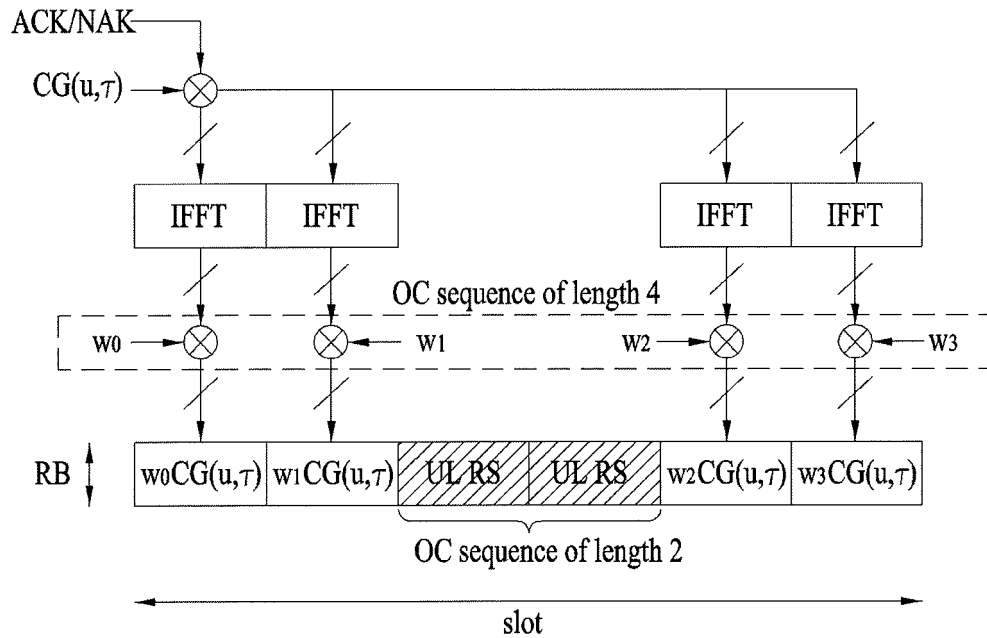 ACK/NAK
CG(u,τ)
IFFT IFFT IFFT IFFT
OC sequence of length 4
w0 w1 w2 w3
RB w0CG(u,τ) w1CG(u,τ) UL RS UL RS w2CG(u,τ) w3CG(u,τ)
OC sequence of length 2
slot